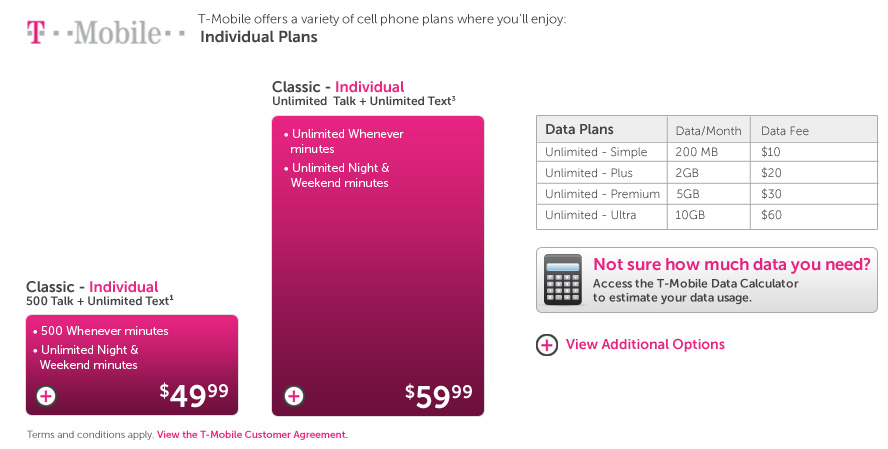 T··Mobile··
T-Mobile offers a variety of cell phone plans where you'll enjoy:
Individual Plans
Classic - Individual
500 Talk + Unlimited Text¹
• 500 Whenever minutes
• Unlimited Night &
Weekend minutes
$49⁹⁹
Classic - Individual
Unlimited Talk + Unlimited Text³
• Unlimited Whenever
minutes
• Unlimited Night &
Weekend minutes
$59⁹⁹
Data Plans Data/Month Data Fee
Unlimited - Simple 200 MB $10
Unlimited - Plus 2GB $20
Unlimited - Premium 5GB $30
Unlimited - Ultra 10GB $60
Not sure how much data you need?
Access the T-Mobile Data Calculator
to estimate your data usage.
View Additional Options
Terms and conditions apply. View the T-Mobile Customer Agreement.